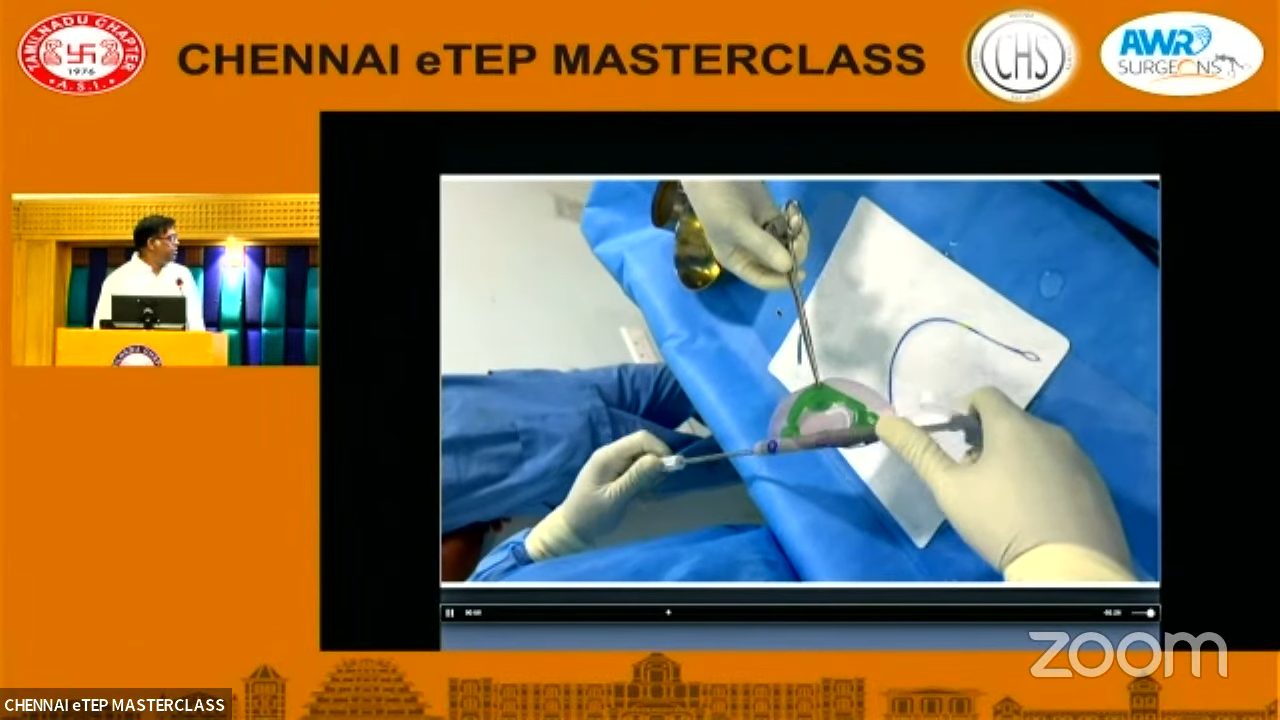 TAMILNADU CHAPTER
1976
A.S.I.
CHENNAI eTEP MASTERCLASS
CHS
AWR
SURGEONS
zoom
CHENNAI eTEP MASTERCLASS